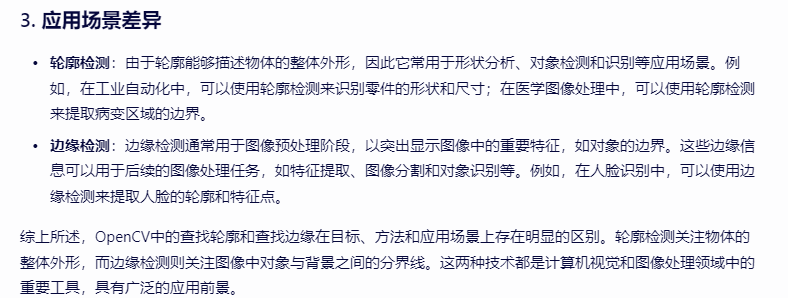 3. 应用场景差异
• 轮廓检测：由于轮廓能够描述物体的整体外形，因此它常用于形状分析、对象检测和识别等应用场景。例
如，在工业自动化中，可以使用轮廓检测来识别零件的形状和尺寸；在医学图像处理中，可以使用轮廓检测
来提取病变区域的边界。
• 边缘检测：边缘检测通常用于图像预处理阶段，以突出显示图像中的重要特征，如对象的边界。这些边缘信
息可以用于后续的图像处理任务，如特征提取、图像分割和对象识别等。例如，在人脸识别中，可以使用边
缘检测来提取人脸的轮廓和特征点。
综上所述，OpenCV中的查找轮廓和查找边缘在目标、方法和应用场景上存在明显的区别。轮廓检测关注物体的
整体外形，而边缘检测则关注图像中对象与背景之间的分界线。这两种技术都是计算机视觉和图像处理领域中的
重要工具，具有广泛的应用前景。